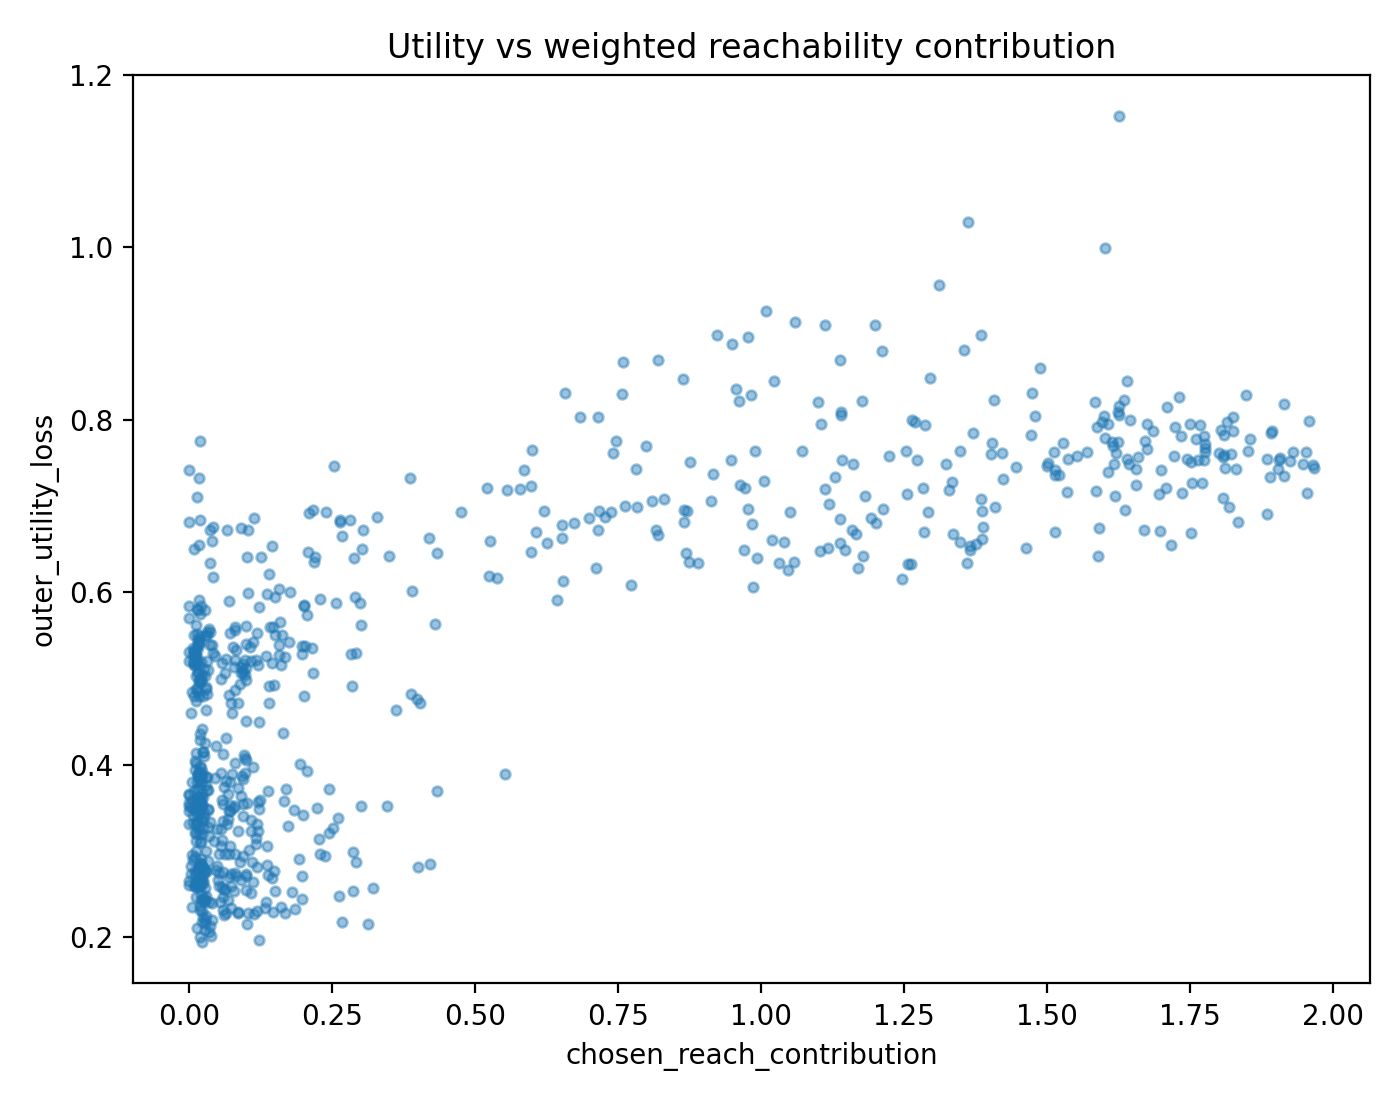 Utility vs weighted reachability contribution
1.2
1.0
0.8
0.6
0.4
0.2
outer_utility_loss
0.00 0.25 0.50 0.75 1.00 1.25 1.50 1.75 2.00
chosen_reach_contribution